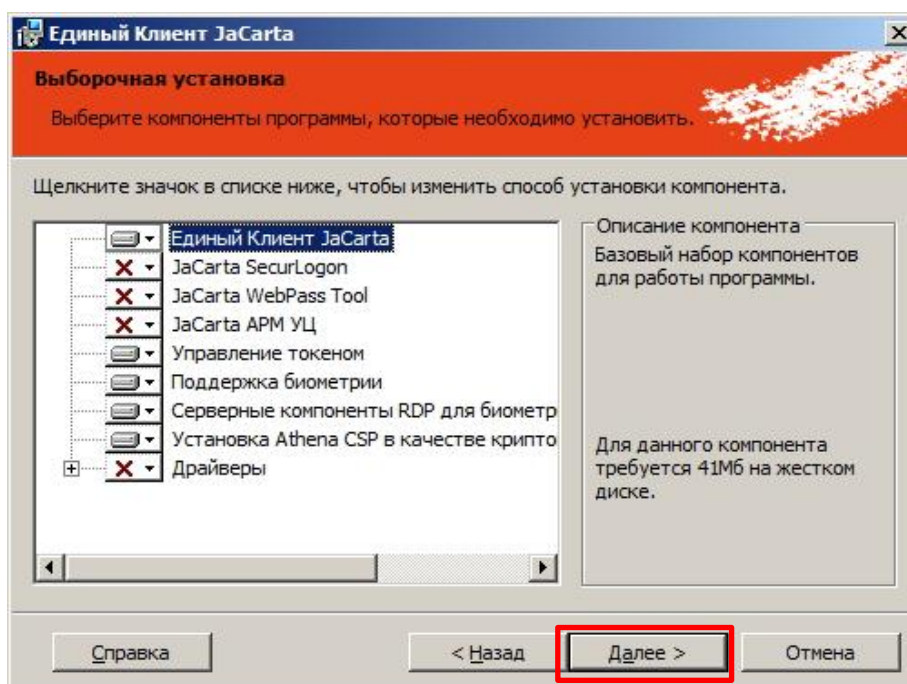 Единый Клиент JaCarta
Выборочная установка
Выберите компоненты программы, которые необходимо установить.
Щелкните значок в списке ниже, чтобы изменить способ установки компонента.
Единый Клиент JaCarta
JaCarta SecurLogon
JaCarta WebPass Tool
JaCarta АРМ УЦ
Управление токеном
Поддержка биометрии
Серверные компоненты RDP для биометр
Установка Athena CSP в качестве крипто
Драйверы
Описание компонента
Базовый набор компонентов
для работы программы.
Для данного компонента
требуется 41Мб на жестком
диске.
Справка
< Назад
Далее >
Отмена